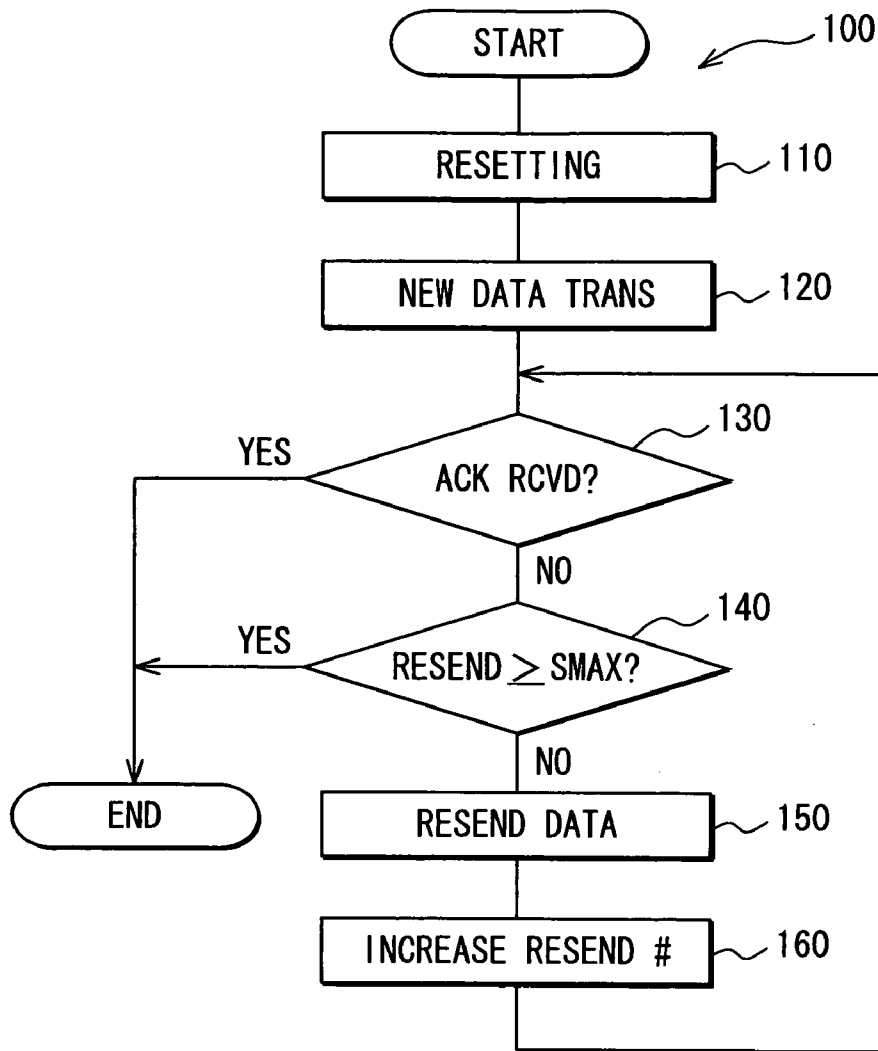 START
100
RESETTING
110
NEW DATA TRANS
120
130
YES
ACK RCVD?
NO
140
YES
RESEND ≥ SMAX?
NO
END
RESEND DATA
150
INCREASE RESEND #
160